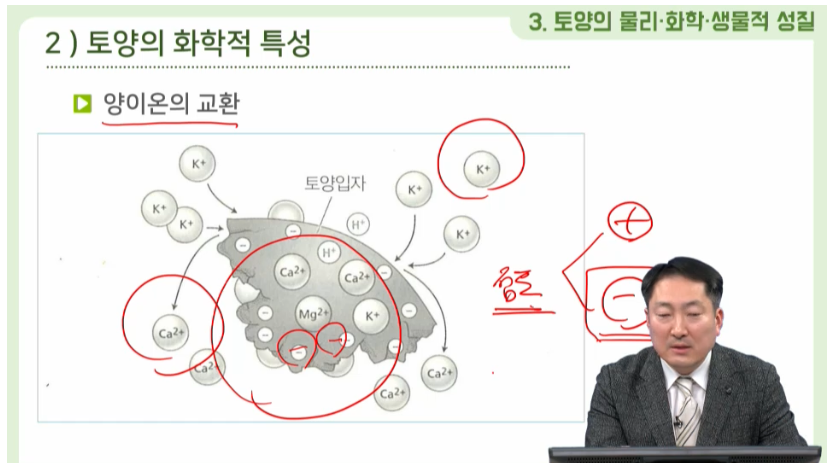 3. 토양의 물리·화학·생물적 성질
2 ) 토양의 화학적 특성
양이온의 교환
K+
K+
토양입자
K+
K+
K+
H+
K+
H+
Ca2+
Ca2+
Mg2+
K+
Ca2+
Ca2+
Ca2+
Ca2+